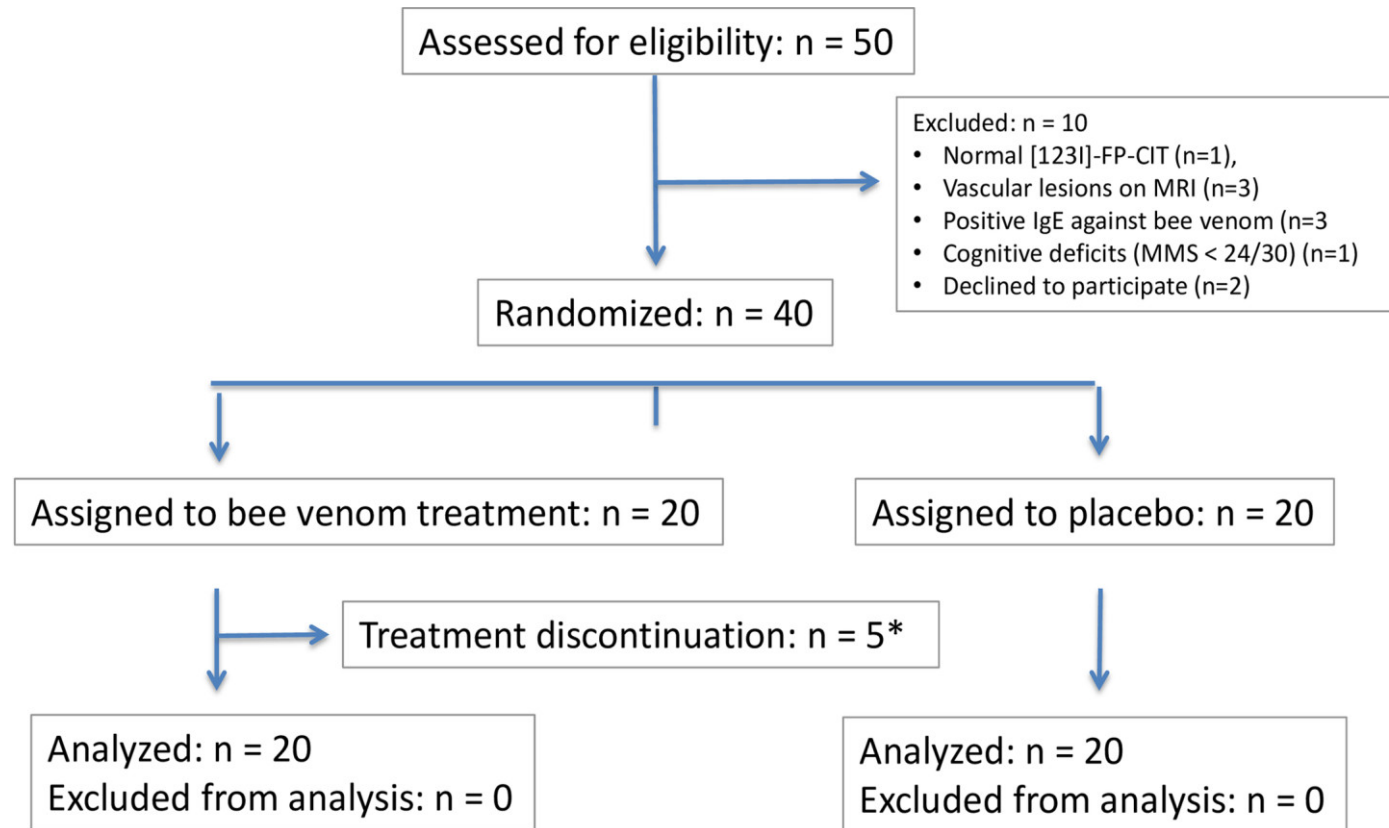 Assessed for eligibility: n = 50
Excluded: n = 10
• Normal [123I]-FP-CIT (n=1),
• Vascular lesions on MRI (n=3)
• Positive IgE against bee venom (n=3
• Cognitive deficits (MMS < 24/30) (n=1)
• Declined to participate (n=2)
Randomized: n = 40
Assigned to bee venom treatment: n = 20
Assigned to placebo: n = 20
Treatment discontinuation: n = 5*
Analyzed: n = 20
Excluded from analysis: n = 0
Analyzed: n = 20
Excluded from analysis: n = 0